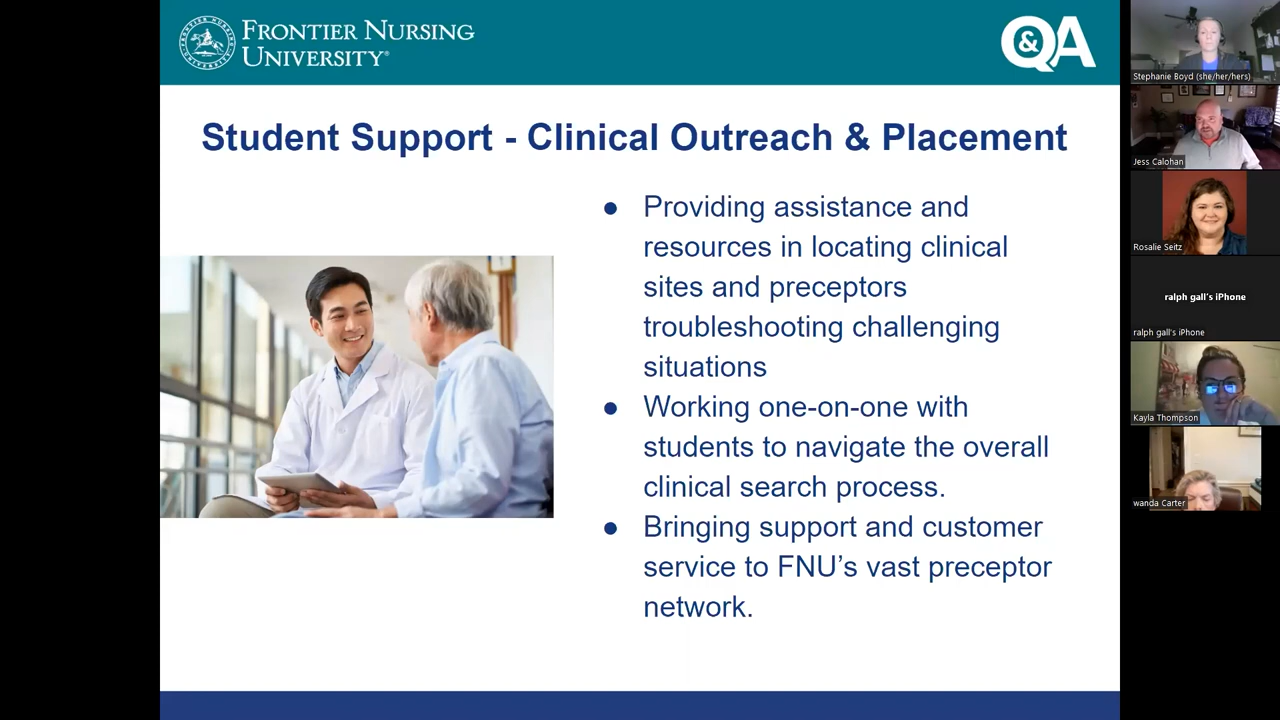 FRONTIER NURSING
UNIVERSITY®
Q&A
Student Support - Clinical Outreach & Placement
● Providing assistance and
resources in locating clinical
sites and preceptors
troubleshooting challenging
situations
● Working one-on-one with
students to navigate the overall
clinical search process.
● Bringing support and customer
service to FNU’s vast preceptor
network.
Stephanie Boyd (she/her/hers)
Jess Calohan
Rosalie Seitz
ralph gall's iPhone
ralph gall's iPhone
Kayla Thompson
wanda Carter